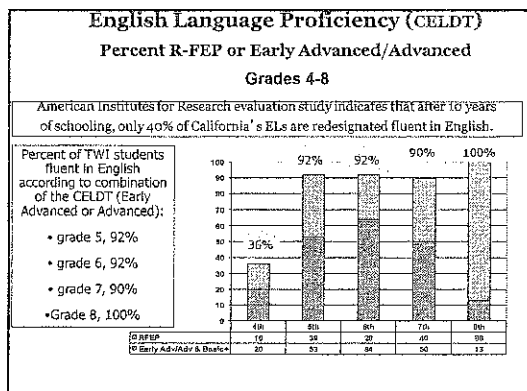 English Language Proficiency (CELDT)
Percent R-FEP or Early Advanced/Advanced
Grades 4-8
American Institutes for Research evaluation study indicates that after 10 years
of schooling, only 40% of California's ELs are redesignated fluent in English.
Percent of TWI students
fluent in English
according to combination
of the CELDT (Early
Advanced or Advanced):
• grade 5, 92%
• grade 6, 92%
• grade 7, 90%
•Grade 8, 100%
36%
92%
92%
90%
100%
100
90
80
70
60
50
40
30
20
10
0
4th 5th 6th 7th 8th
RFEP 16 39 28 40 88
Early Adv/Adv & Basic+ 20 53 64 50 13